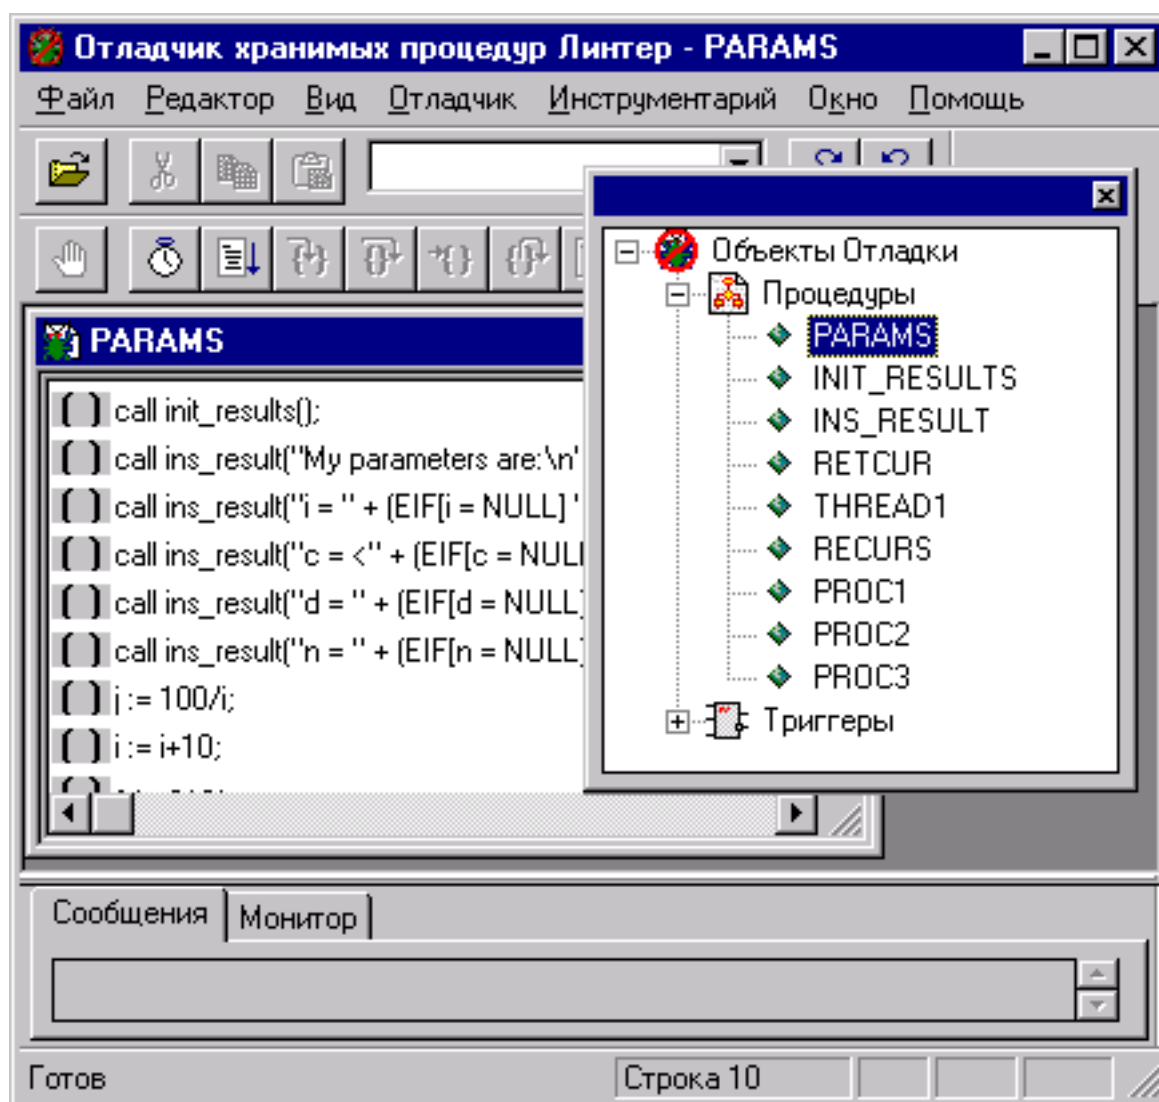 Отладчик хранимых процедур Линтер - PARAMS
Файл Редактор Вид Отладчик Инструментарий Окно Помощь
PARAMS
call init_results();
call ins_result("My parameters are:\n"
call ins_result("i = " + (EIF[i = NULL] '
call ins_result("c = <" + (EIF[c = NULL
call ins_result("d = " + (EIF[d = NULL]
call ins_result("n = " + (EIF[n = NULL]
j := 100/i;
i := i+10;
Объекты Отладки
Процедуры
PARAMS
INIT_RESULTS
INS_RESULT
RETCUR
THREAD1
RECURS
PROC1
PROC2
PROC3
Триггеры
Сообщения Монитор
Готов Строка 10